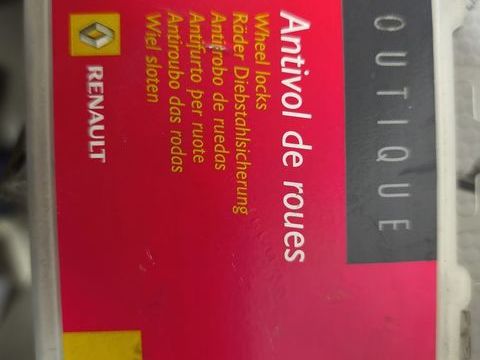 OUTIQUE
Antivol de roues
Wheel locks
Räder Diebstahlsicherung
Antirobo de ruedas
Antifurto per ruote
Antiroubo das rodas
Wiel sloten
RENAULT